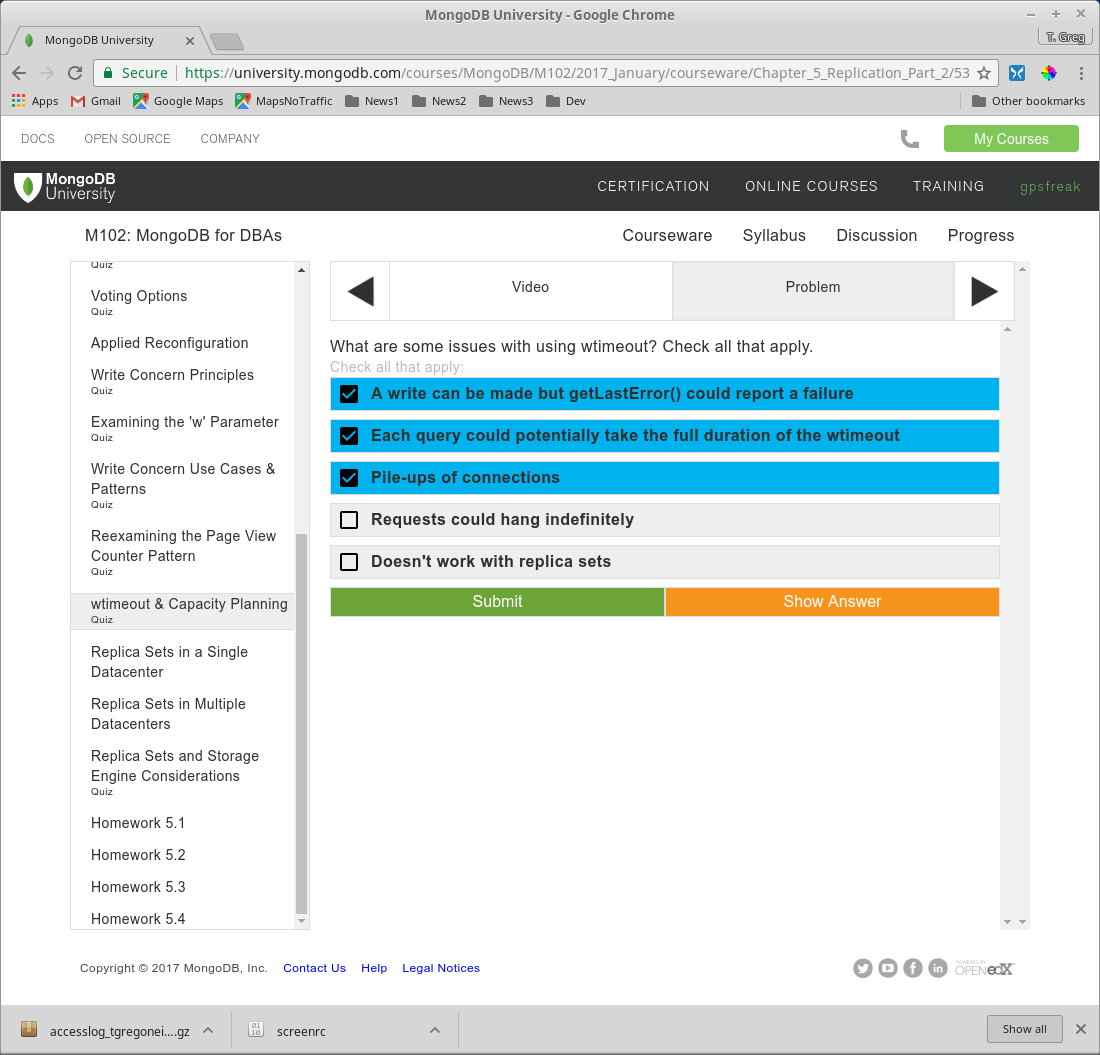 MongoDB University - Google Chrome
MongoDB University
T. Greg
Secure
https://university.mongodb.com/courses/MongoDB/M102/2017_January/courseware/Chapter_5_Replication_Part_2/53
Apps Gmail Google Maps MapsNoTraffic News1 News2 News3 Dev Other bookmarks
DOCS OPEN SOURCE COMPANY My Courses
MongoDB
University
CERTIFICATION ONLINE COURSES TRAINING gpsfreak
M102: MongoDB for DBAs Courseware Syllabus Discussion Progress
Quiz
Voting Options
Quiz
Applied Reconfiguration
Write Concern Principles
Quiz
Examining the 'w' Parameter
Quiz
Write Concern Use Cases &
Patterns
Quiz
Reexamining the Page View
Counter Pattern
Quiz
wtimeout & Capacity Planning
Quiz
Replica Sets in a Single
Datacenter
Replica Sets in Multiple
Datacenters
Replica Sets and Storage
Engine Considerations
Quiz
Homework 5.1
Homework 5.2
Homework 5.3
Homework 5.4
Video Problem
What are some issues with using wtimeout? Check all that apply.
Check all that apply:
A write can be made but getLastError() could report a failure
Each query could potentially take the full duration of the wtimeout
Pile-ups of connections
Requests could hang indefinitely
Doesn't work with replica sets
Submit Show Answer
Copyright © 2017 MongoDB, Inc. Contact Us Help Legal Notices
POWERED BY
OPEN edX
accesslog_tgregonei....gz screenrc Show all